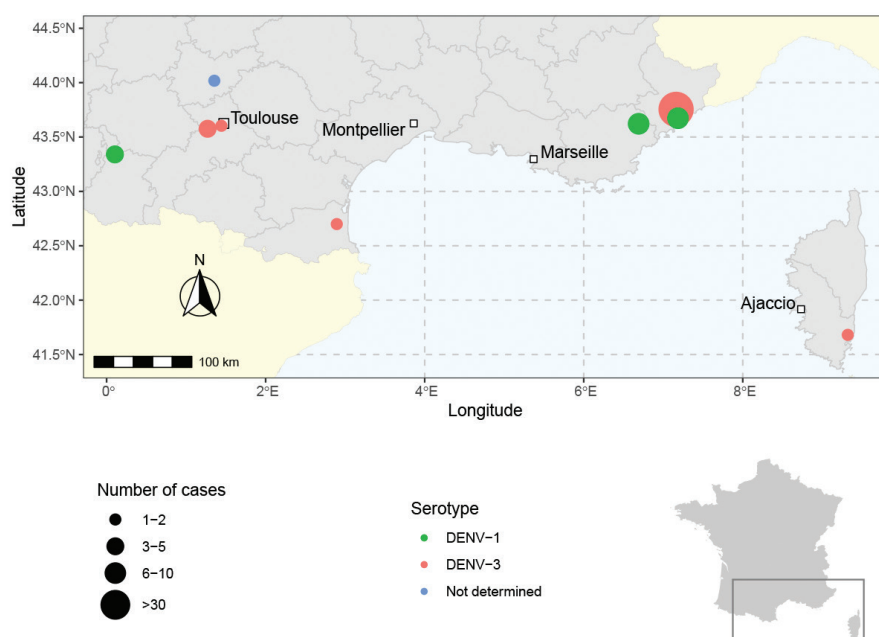 44.5°N
44.0°N
43.5°N
43.0°N
42.5°N
42.0°N
41.5°N
Latitude
Toulouse
Montpellier
Marseille
Ajaccio
N
100 km
0°
2°E
4°E
6°E
8°E
Longitude
Number of cases
1−2
3−5
6−10
>30
Serotype
DENV−1
DENV−3
Not determined